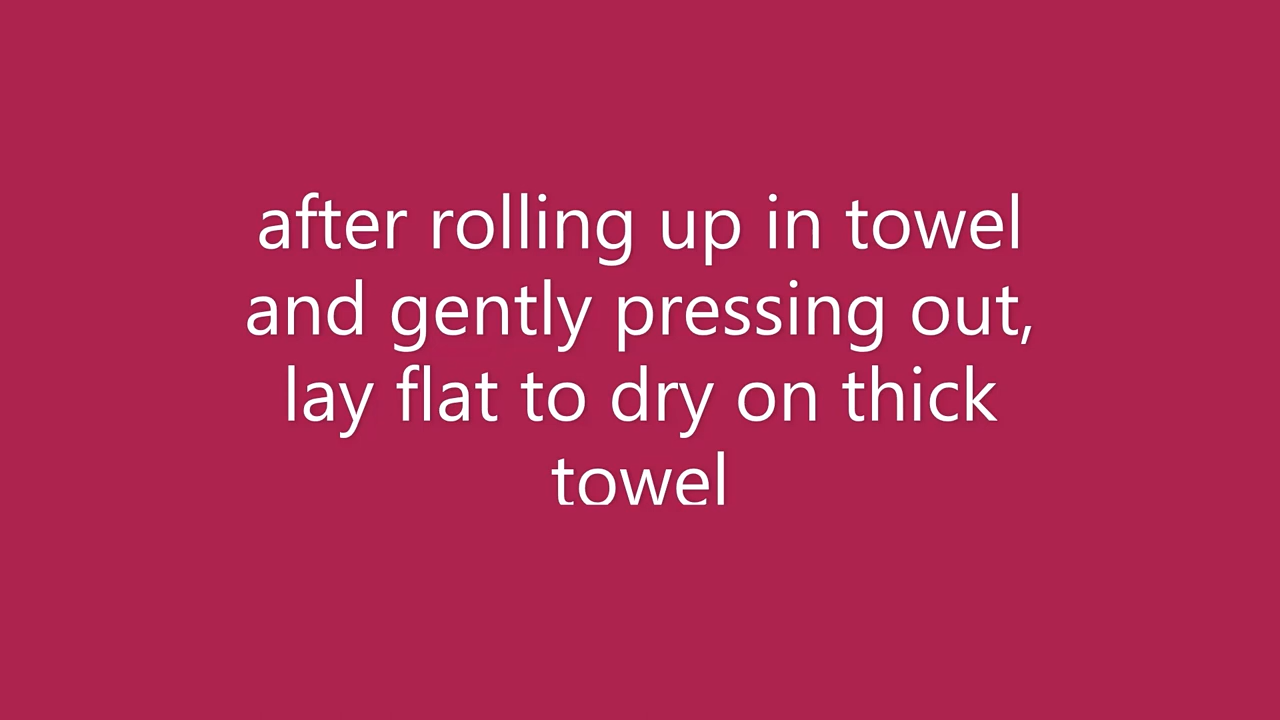 after rolling up in towel
and gently pressing out,
lay flat to dry on thick
towel